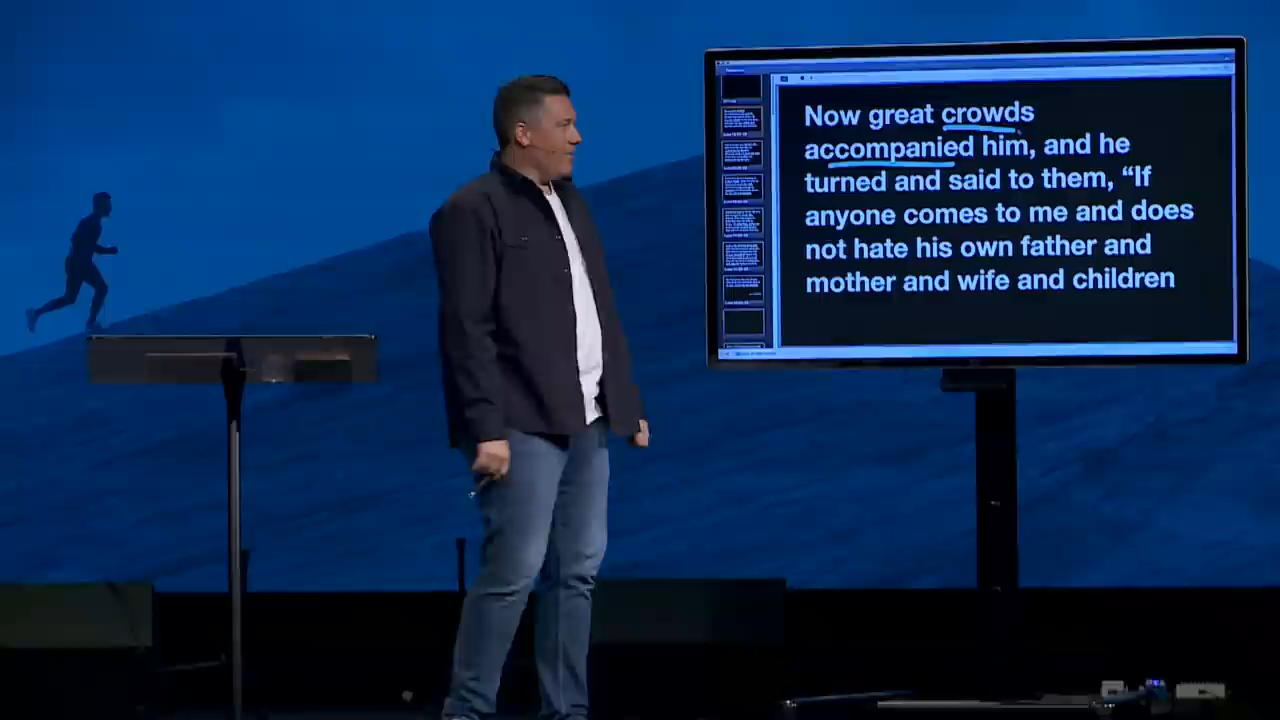 Now great crowds
accompanied him, and he
turned and said to them, “If
anyone comes to me and does
not hate his own father and
mother and wife and children